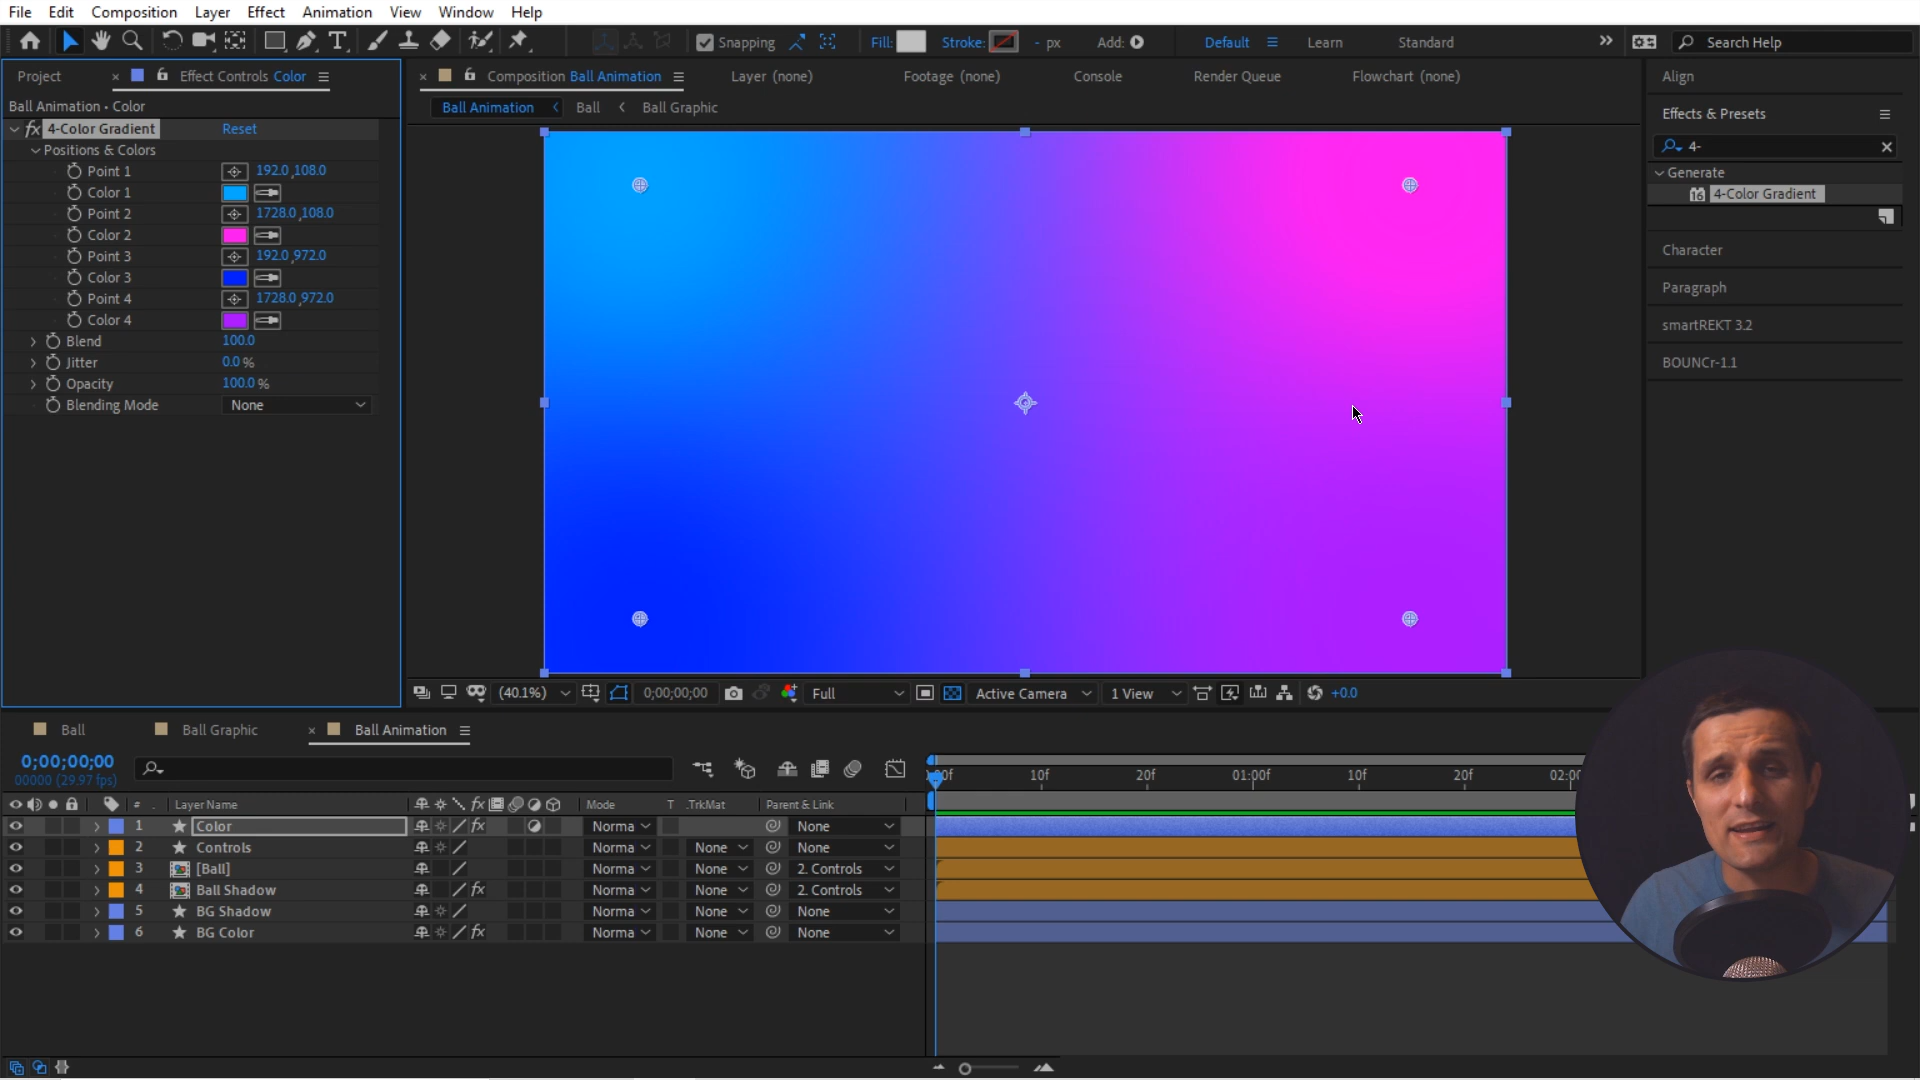 File Edit Composition Layer Effect Animation View Window Help
Snapping Fill: Stroke: - px Add: Default Learn Standard Search Help
Project Effect Controls Color Composition Ball Animation Layer (none) Footage (none) Console Render Queue Flowchart (none) Align
Ball Animation • Color Ball Animation Ball Ball Graphic Effects & Presets
fx 4-Color Gradient Reset 4-
Positions & Colors
Generate
Point 1 192.0,108.0
Color 1 4-Color Gradient
Point 2 1728.0,108.0
Color 2
Point 3 192.0,972.0 Character
Color 3
Point 4 1728.0,972.0 Paragraph
Color 4 smartREKT 3.2
Blend 100.0
Jitter 0.0 % BOUNCr-1.1
Opacity 100.0 %
Blending Mode None
(40.1%) 0;00;00;00 Full Active Camera 1 View +0.0
Ball Ball Graphic Ball Animation
0;00;00;00
00000 (29.97 fps) 10f 20f 01:00f 10f 20f
# Layer Name fx Mode T .TrkMat Parent & Link
1 Color fx Norma None
2 Controls Norma None None
3 [Ball] Norma None 2. Controls
4 Ball Shadow fx Norma None 2. Controls
5 BG Shadow Norma None None
6 BG Color fx Norma None None